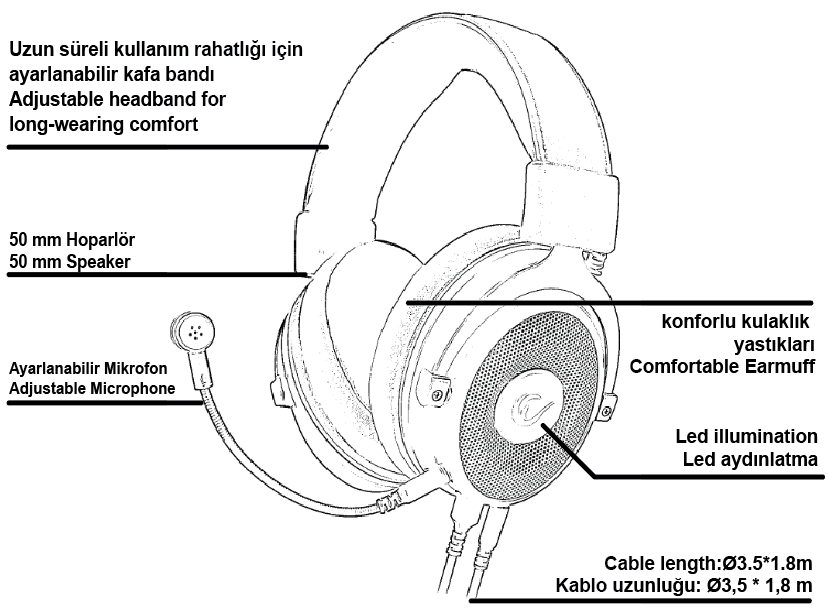 Uzun süreli kullanım rahatlığı için
ayarlanabilir kafa bandı
Adjustable headband for
long-wearing comfort
50 mm Hoparlör
50 mm Speaker
konforlu kulaklık
yastıkları
Comfortable Earmuff
Ayarlanabilir Mikrofon
Adjustable Microphone
Led illumination
Led aydınlatma
Cable length:Ø3.5*1.8m
Kablo uzunluğu: Ø3,5 * 1,8 m